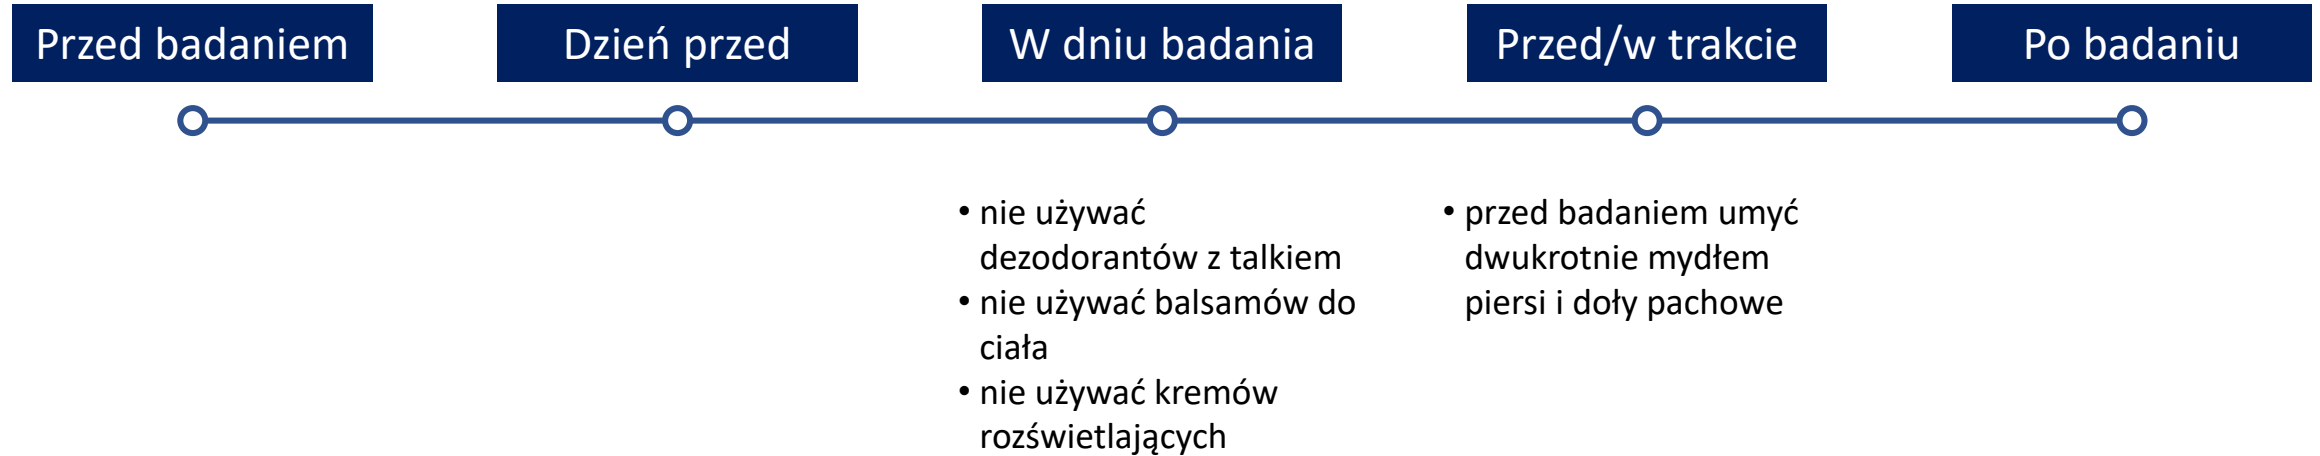 Przed badaniem
Dzień przed
W dniu badania
Przed/w trakcie
Po badaniu
• nie używać
dezodorantów z talkiem
• nie używać balsamów do
ciała
• nie używać kremów
rozświetlających
• przed badaniem umyć
dwukrotnie mydłem
piersi i doły pachowe